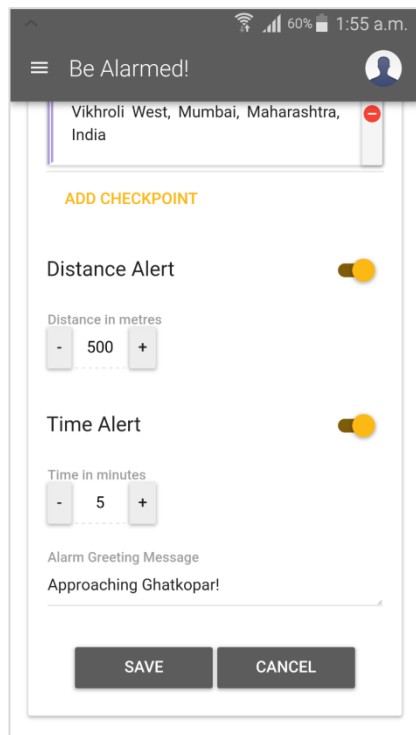 60% 1:55 a.m.
Be Alarmed!
Vikhroli West, Mumbai, Maharashtra,
India
ADD CHECKPOINT
Distance Alert
Distance in metres
- 500 +
Time Alert
Time in minutes
- 5 +
Alarm Greeting Message
Approaching Ghatkopar!
SAVE CANCEL